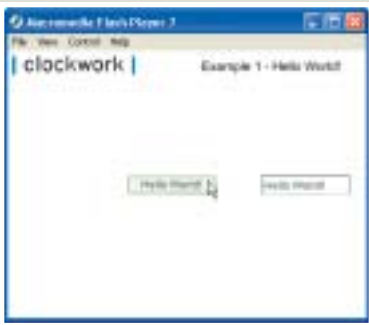 Macromedia Flash Player 7
File View Control Help
| clockwork | Example 1 - Hello World!
Hello World! Hello World!